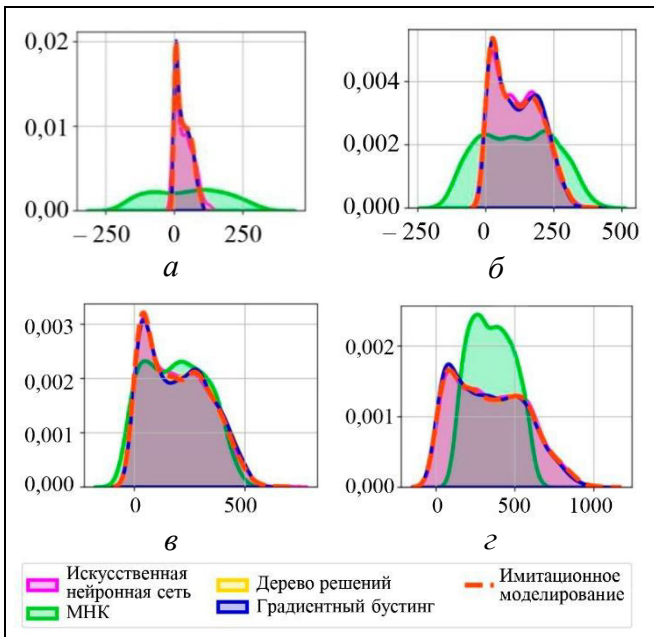 0,02
0,01
0,00
– 250 0 250
а
0,004
0,002
0,000
– 250 0 250 500
б
0,003
0,002
0,001
0,000
0 500
в
0,002
0,001
0,000
0 500 1000
г
Искусственная
нейронная сеть
МНК
Дерево решений
Градиентный бустинг
Имитационное
моделирование